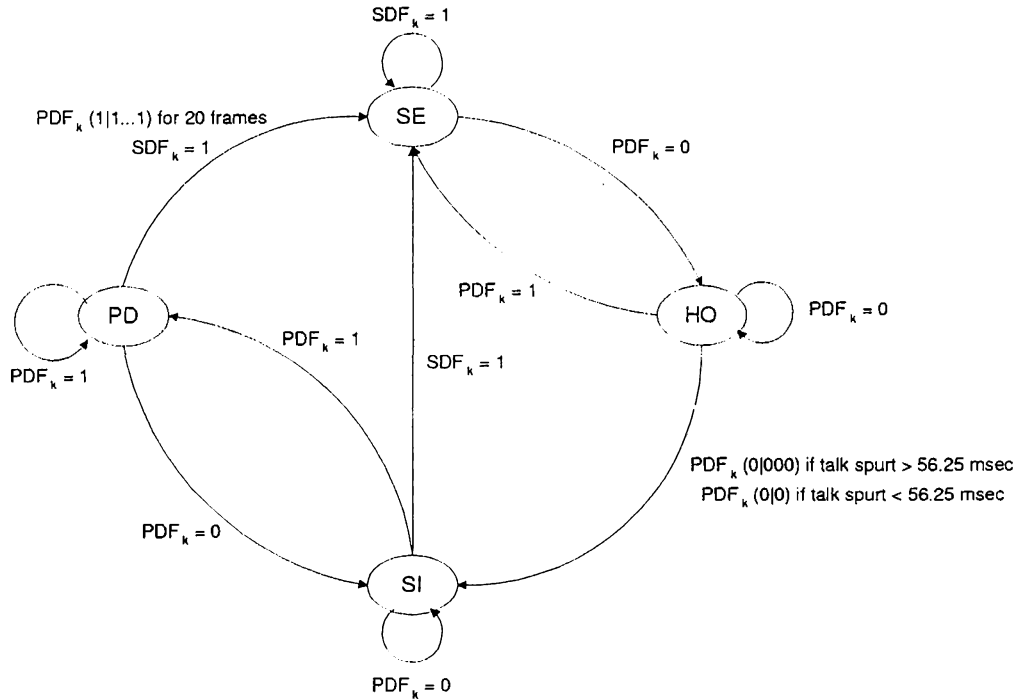 SDF_k = 1
SE
PDF_k (1|1...1) for 20 frames
SDF_k = 1
PDF_k = 0
PD
PDF_k = 1
PDF_k = 1
PDF_k = 1
SDF_k = 1
HO
PDF_k = 0
PDF_k (0|000) if talk spurt > 56.25 msec
PDF_k (0|0) if talk spurt < 56.25 msec
PDF_k = 0
SI
PDF_k = 0